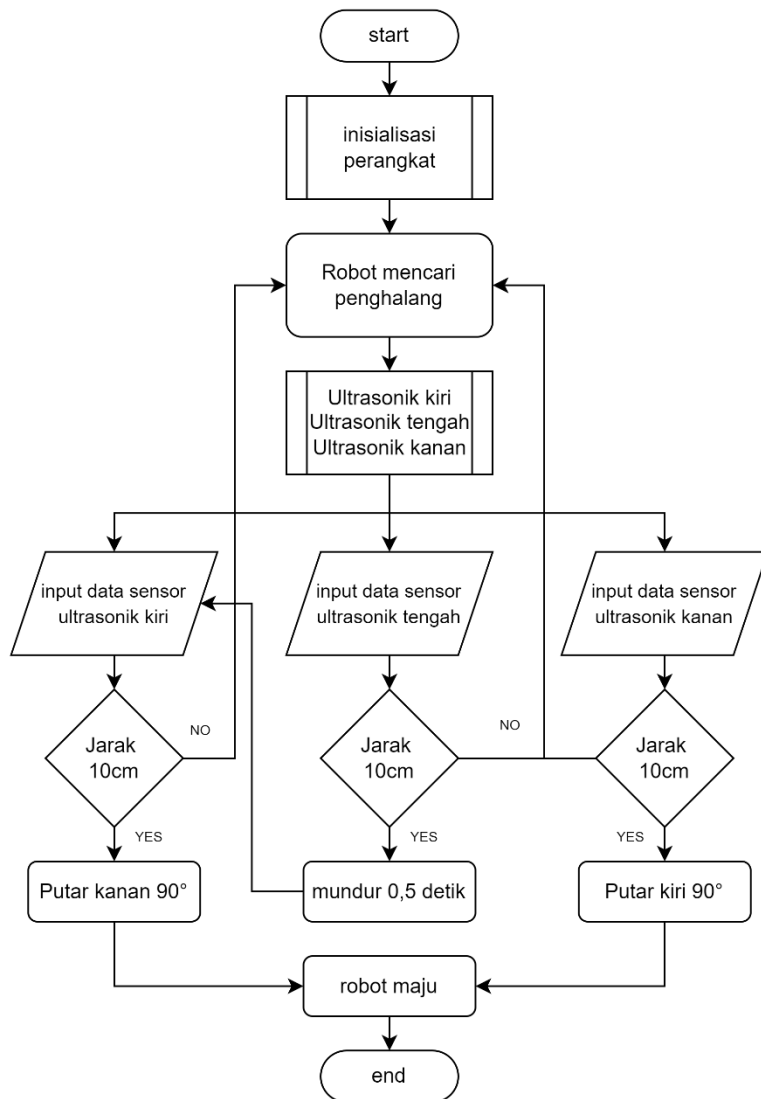 start
inisialisasi
perangkat
Robot mencari
penghalang
Ultrasonik kiri
Ultrasonik tengah
Ultrasonik kanan
input data sensor
ultrasonik kiri
input data sensor
ultrasonik tengah
input data sensor
ultrasonik kanan
Jarak
10cm
NO
Jarak
10cm
NO
Jarak
10cm
YES
YES
YES
Putar kanan 90°
mundur 0,5 detik
Putar kiri 90°
robot maju
end